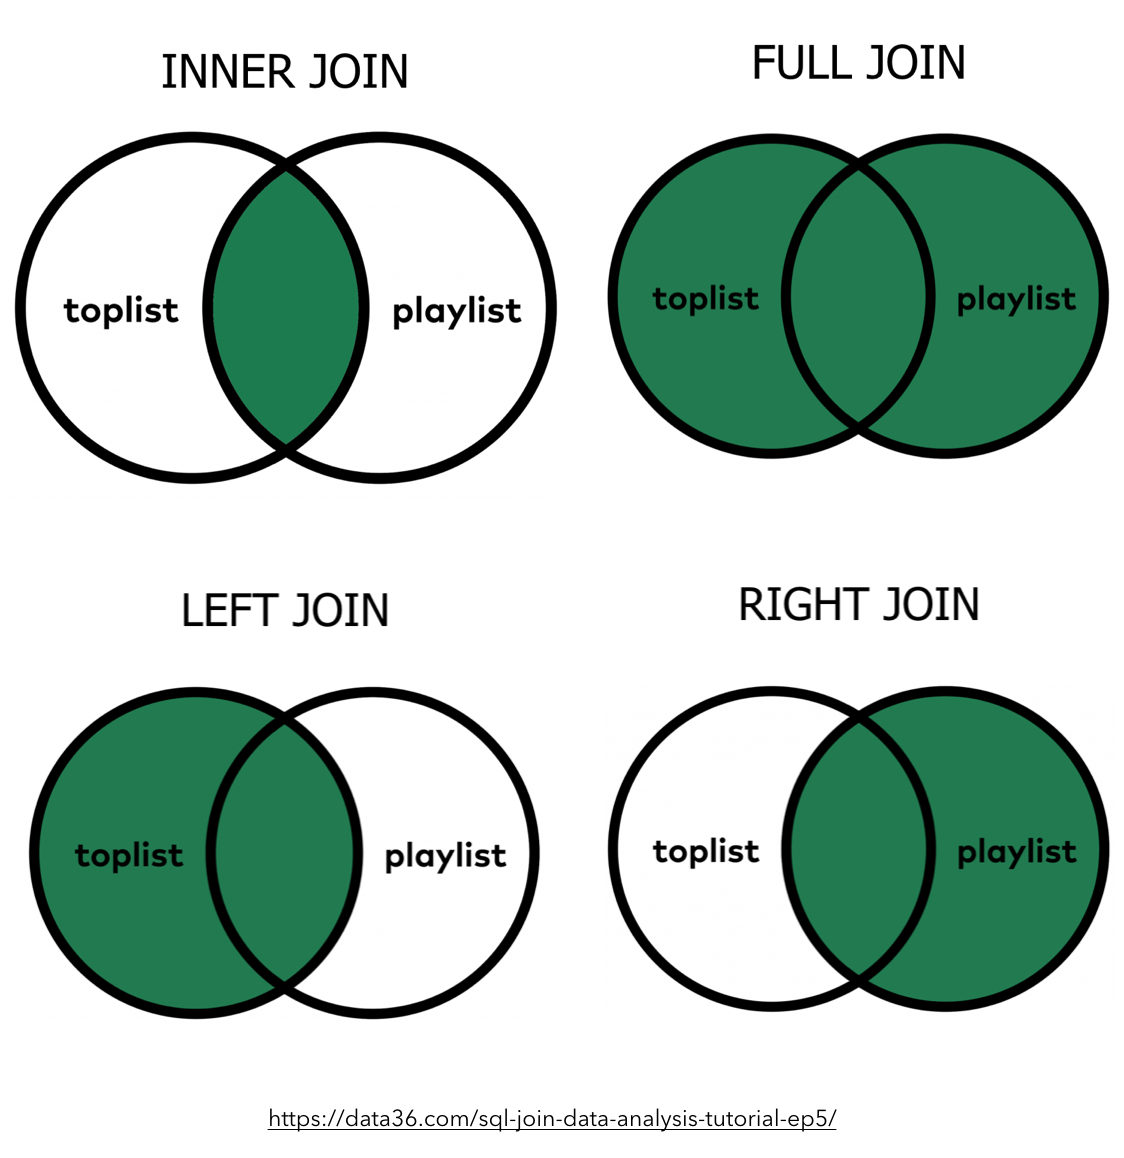 INNER JOIN
FULL JOIN
toplist
playlist
toplist
playlist
LEFT JOIN
RIGHT JOIN
toplist
playlist
toplist
playlist
https://data36.com/sql-join-data-analysis-tutorial-ep5/